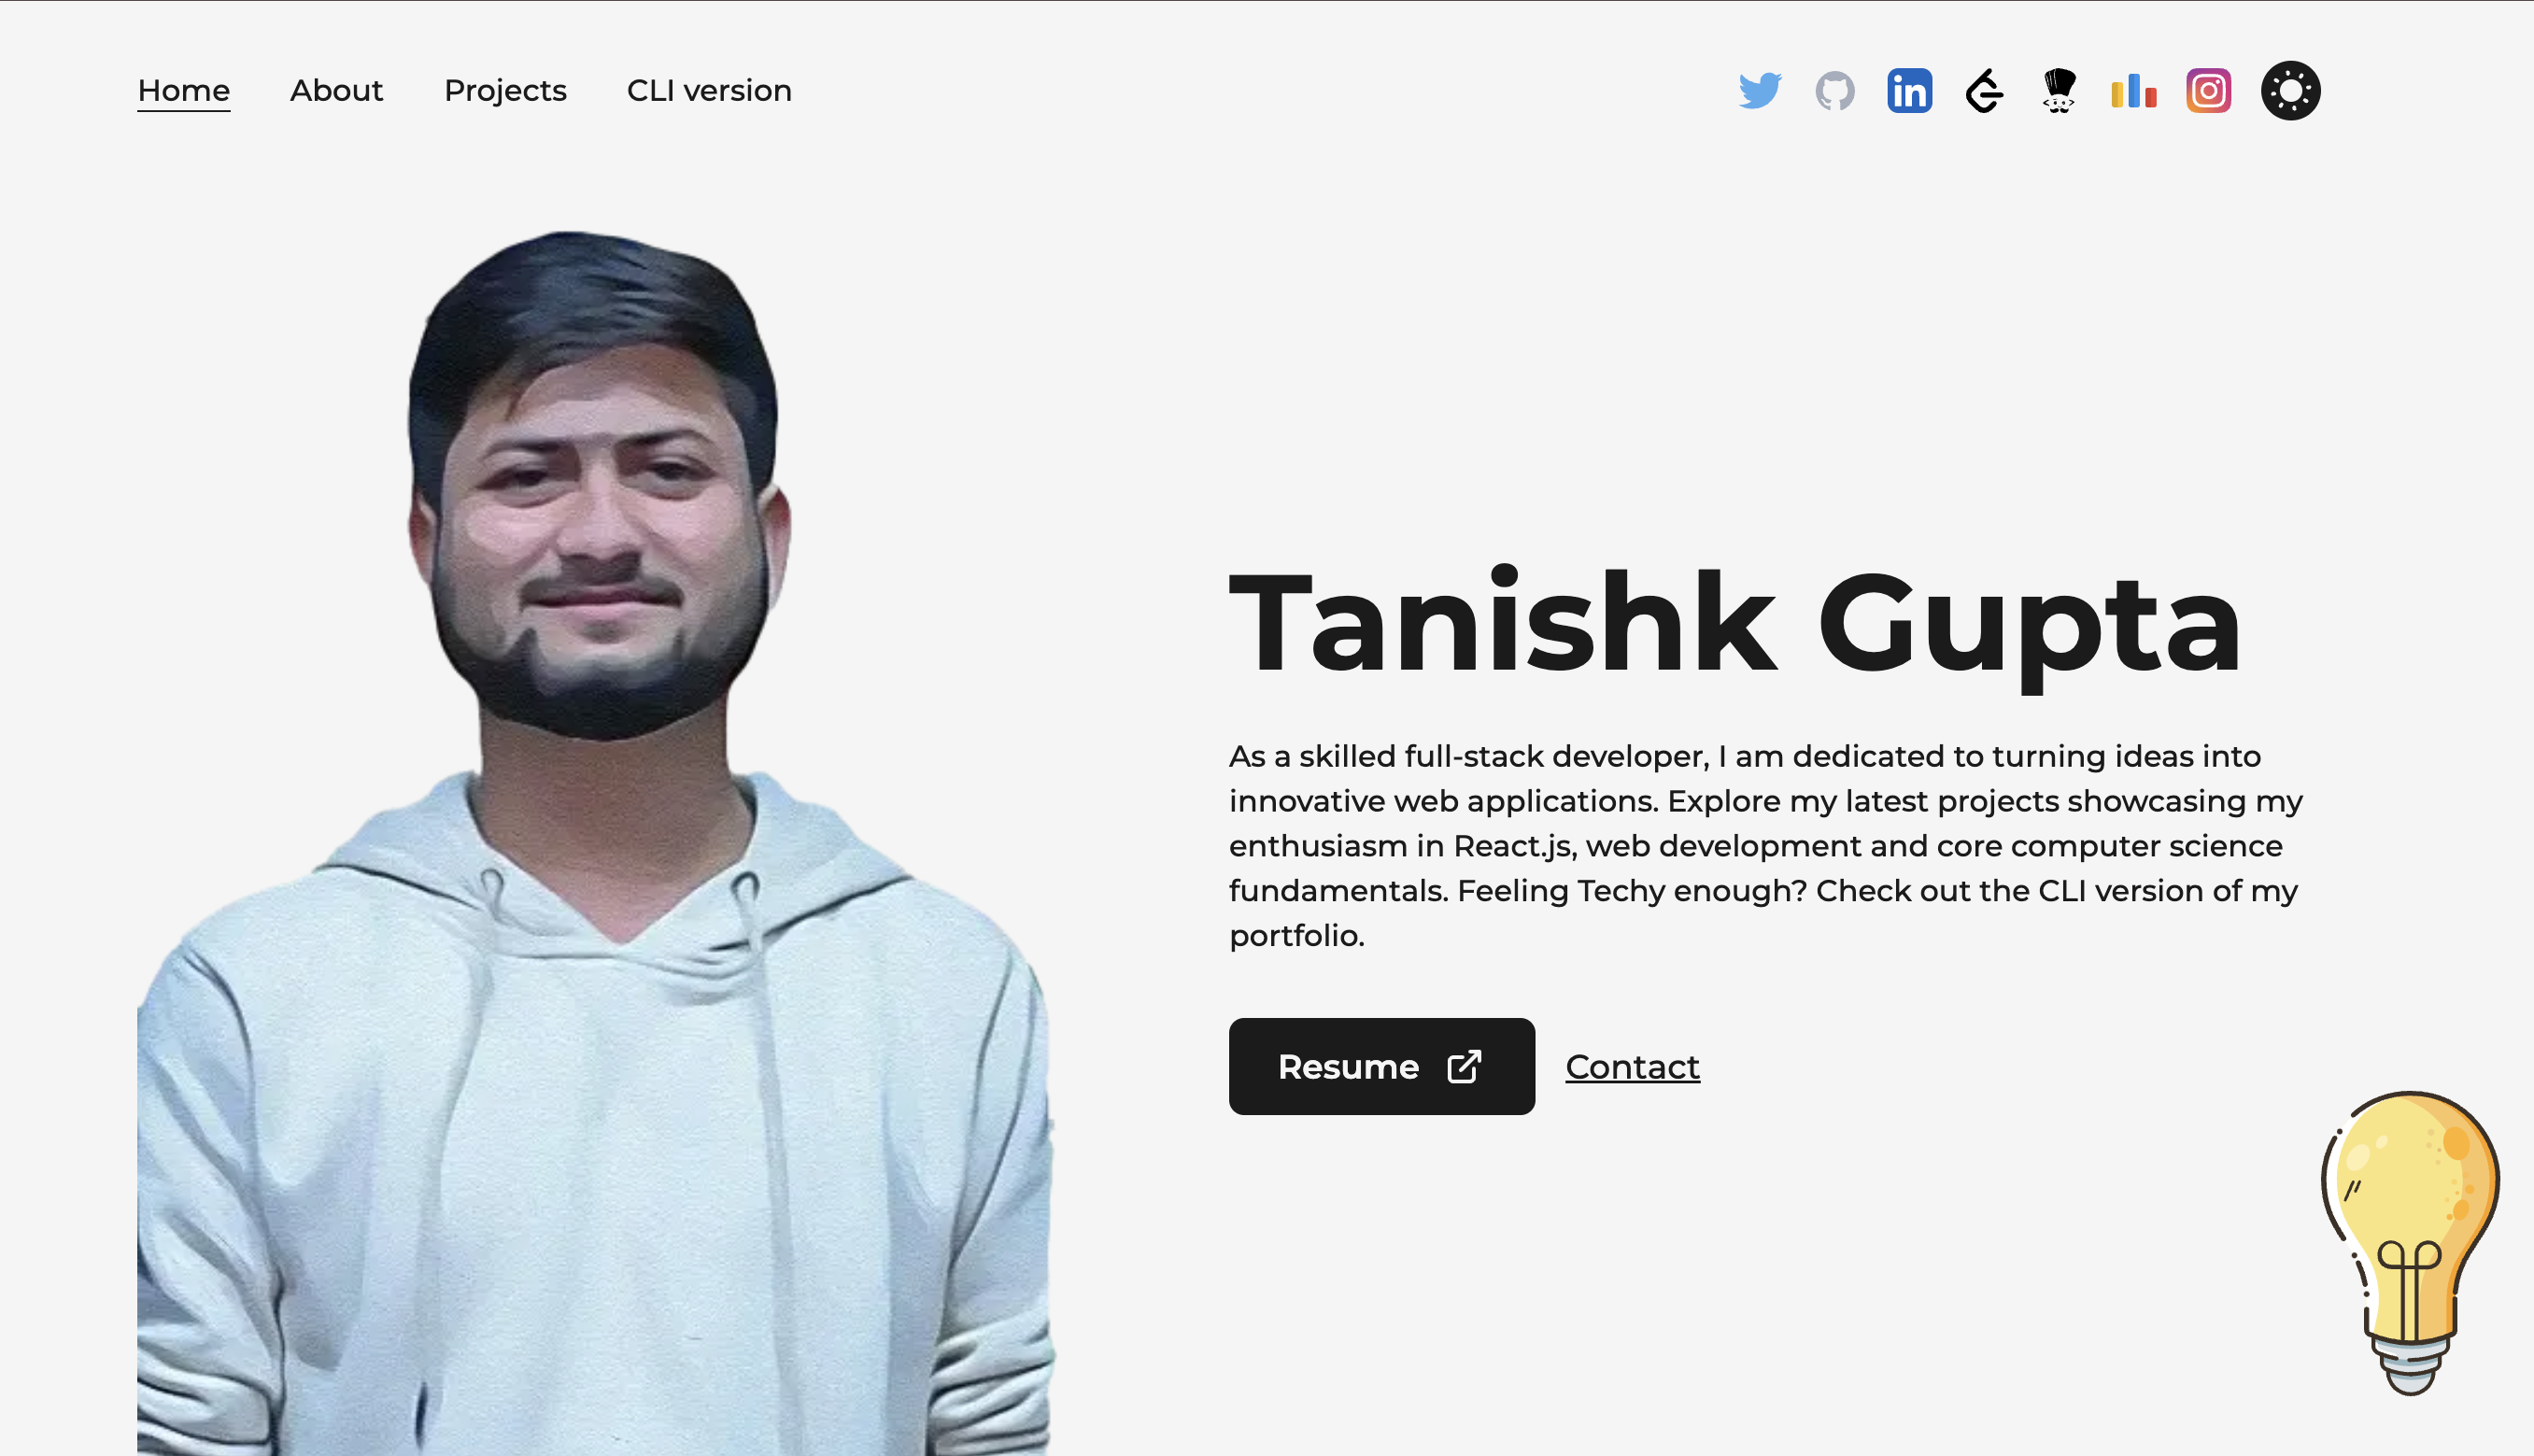 Home About Projects CLI version
in
Tanishk Gupta
As a skilled full-stack developer, I am dedicated to turning ideas into
innovative web applications. Explore my latest projects showcasing my
enthusiasm in React.js, web development and core computer science
fundamentals. Feeling Techy enough? Check out the CLI version of my
portfolio.
Resume Contact